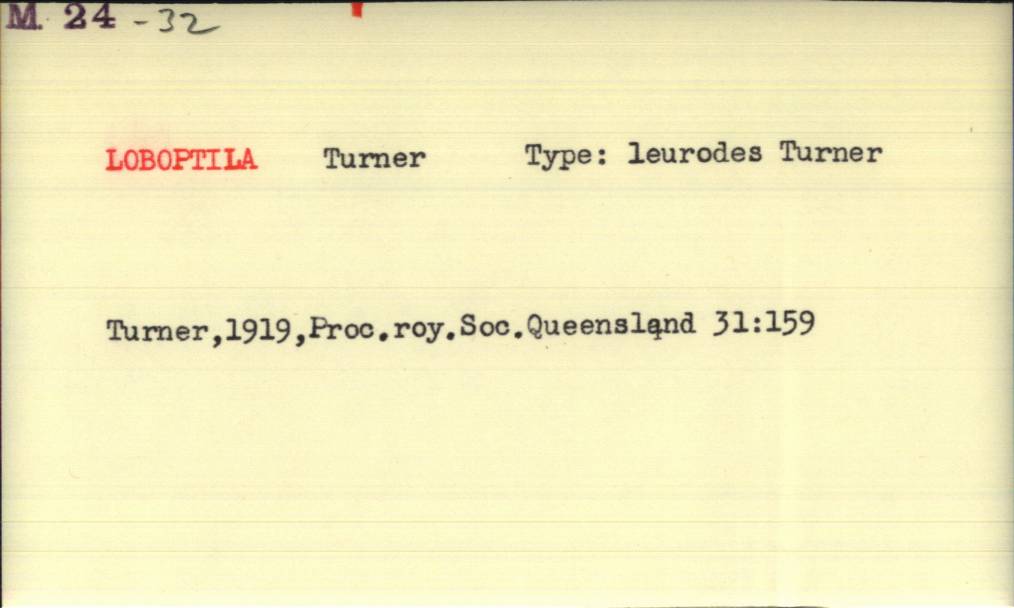 M. 24 - 32
LOBOPTILA Turner Type: leurodes Turner
Turner,1919,Proc.roy.Soc.Queensland 31:159